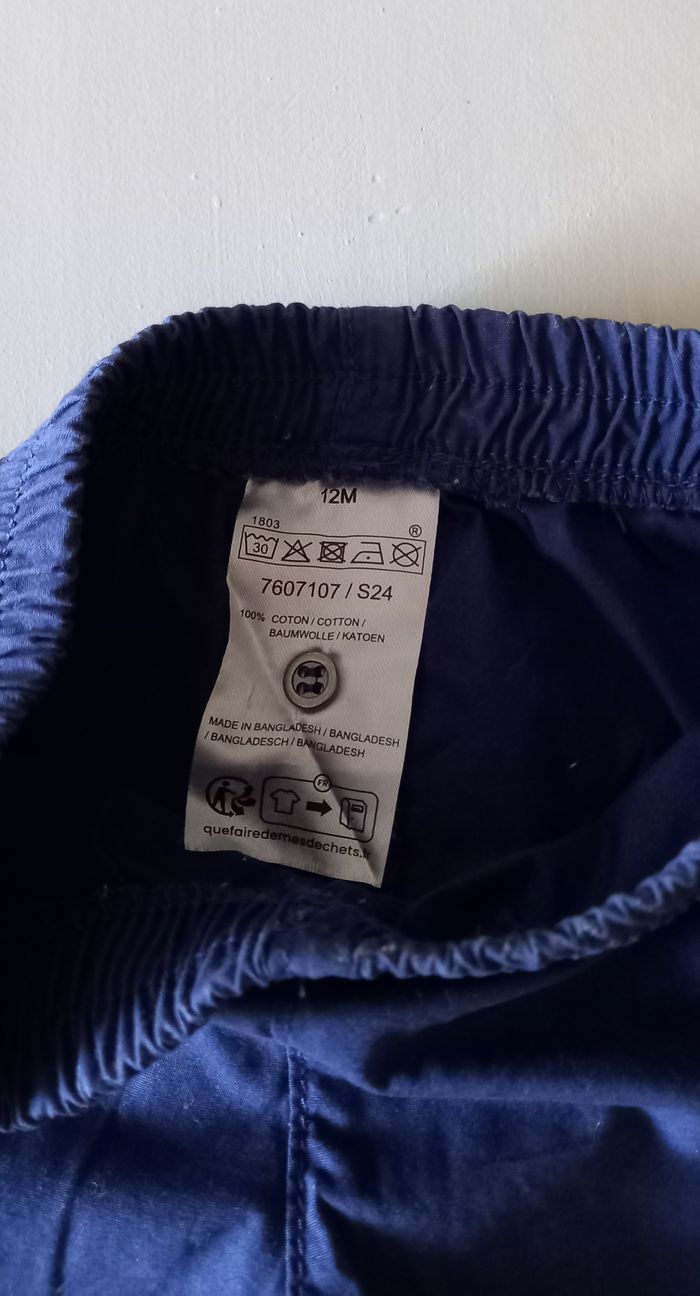 12M
1803
®
30
7607107 / S24
100% COTON / COTTON /
BAUMWOLLE / KATOEN
MADE IN BANGLADESH / BANGLADESH
/ BANGLADESCH / BANGLADESH
FR
quefairedemesdechets.fr